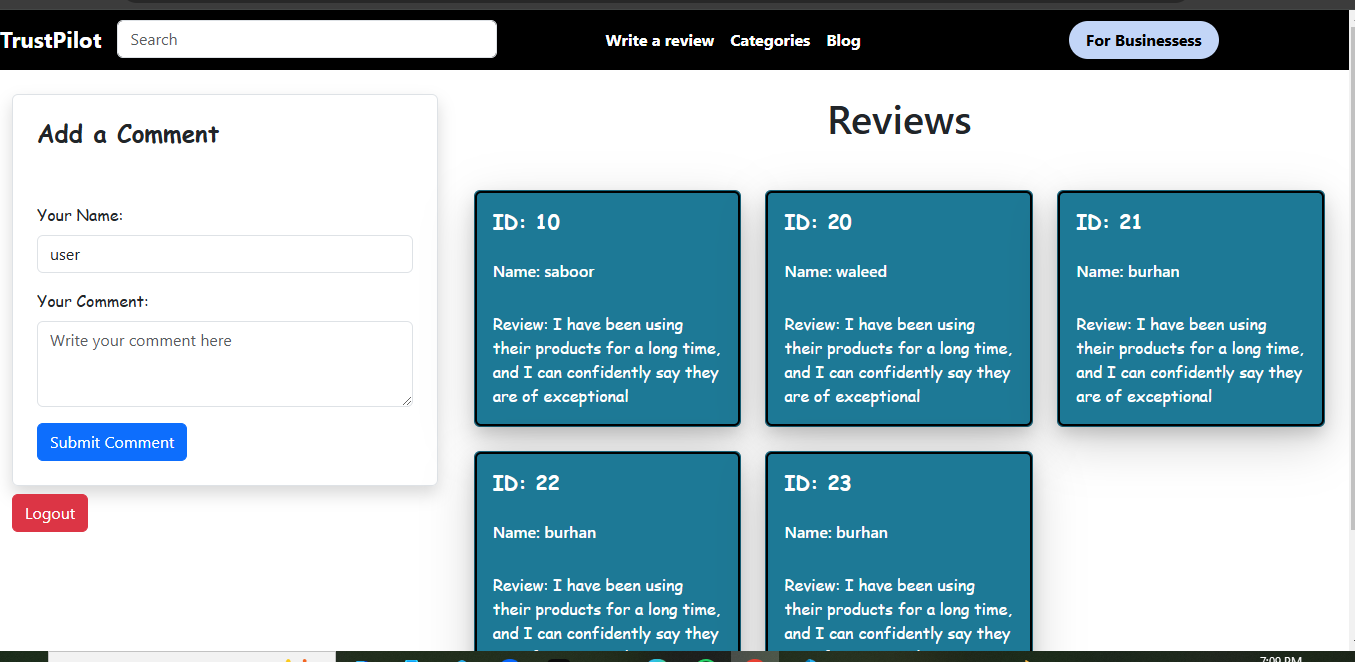 TrustPilot
Search
Write a review
Categories
Blog
For Businessess
Add a Comment
Your Name:
user
Your Comment:
Write your comment here
Submit Comment
Logout
Reviews
ID: 10
Name: saboor
Review: I have been using
their products for a long time,
and I can confidently say they
are of exceptional
ID: 20
Name: waleed
Review: I have been using
their products for a long time,
and I can confidently say they
are of exceptional
ID: 21
Name: burhan
Review: I have been using
their products for a long time,
and I can confidently say they
are of exceptional
ID: 22
Name: burhan
Review: I have been using
their products for a long time,
and I can confidently say they
ID: 23
Name: burhan
Review: I have been using
their products for a long time,
and I can confidently say they